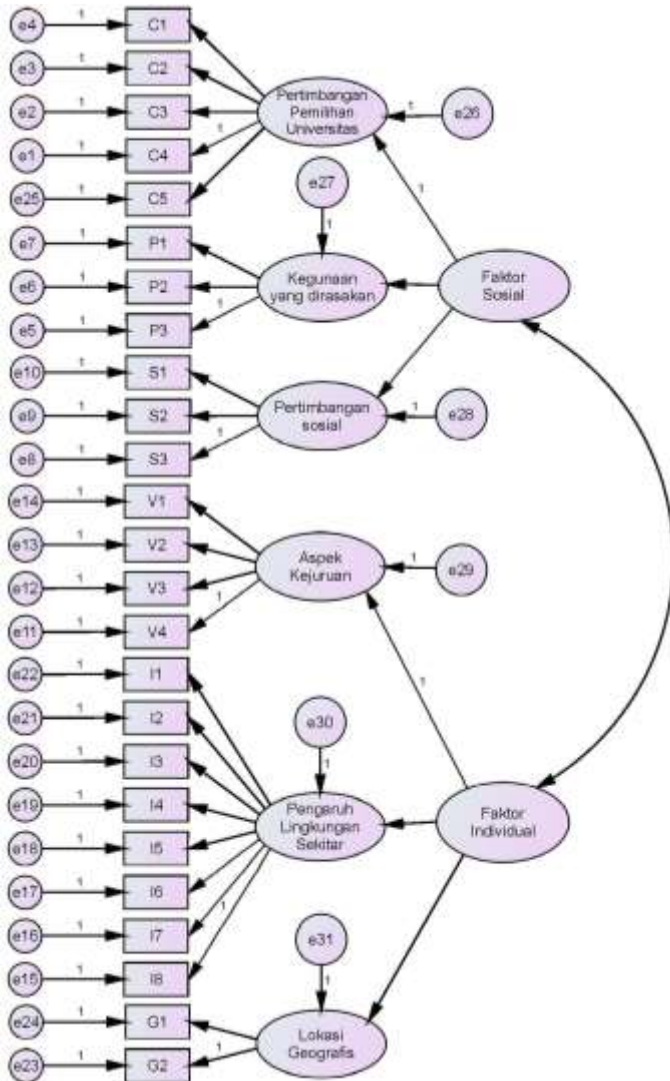 e4 1 C1
e3 1 C2
e2 1 C3
e1 1 C4 1
e25 1 C5
Pertimbangan
Pemilihan
Universitas
1 e26
e27
1
e7 1 P1
e6 1 P2
e5 1 P3 1
Kegunaan
yang dirasakan
1
Faktor
Sosial
e10 1 S1
e9 1 S2
e8 1 S3 1
Pertimbangan
sosial
1 e28
e14 1 V1
e13 1 V2
e12 1 V3
e11 1 V4 1
Aspek
Kejuruan
1 e29
1
e22 1 I1
e21 1 I2
e20 1 I3
e19 1 I4
e18 1 I5
e17 1 I6
e16 1 I7
e15 1 I8
1
e30
1
Pengaruh
Lingkungan
Sekitar
Faktor
Individual
e31
1
e24 1 G1
e23 1 G2 1
Lokasi
Geografis